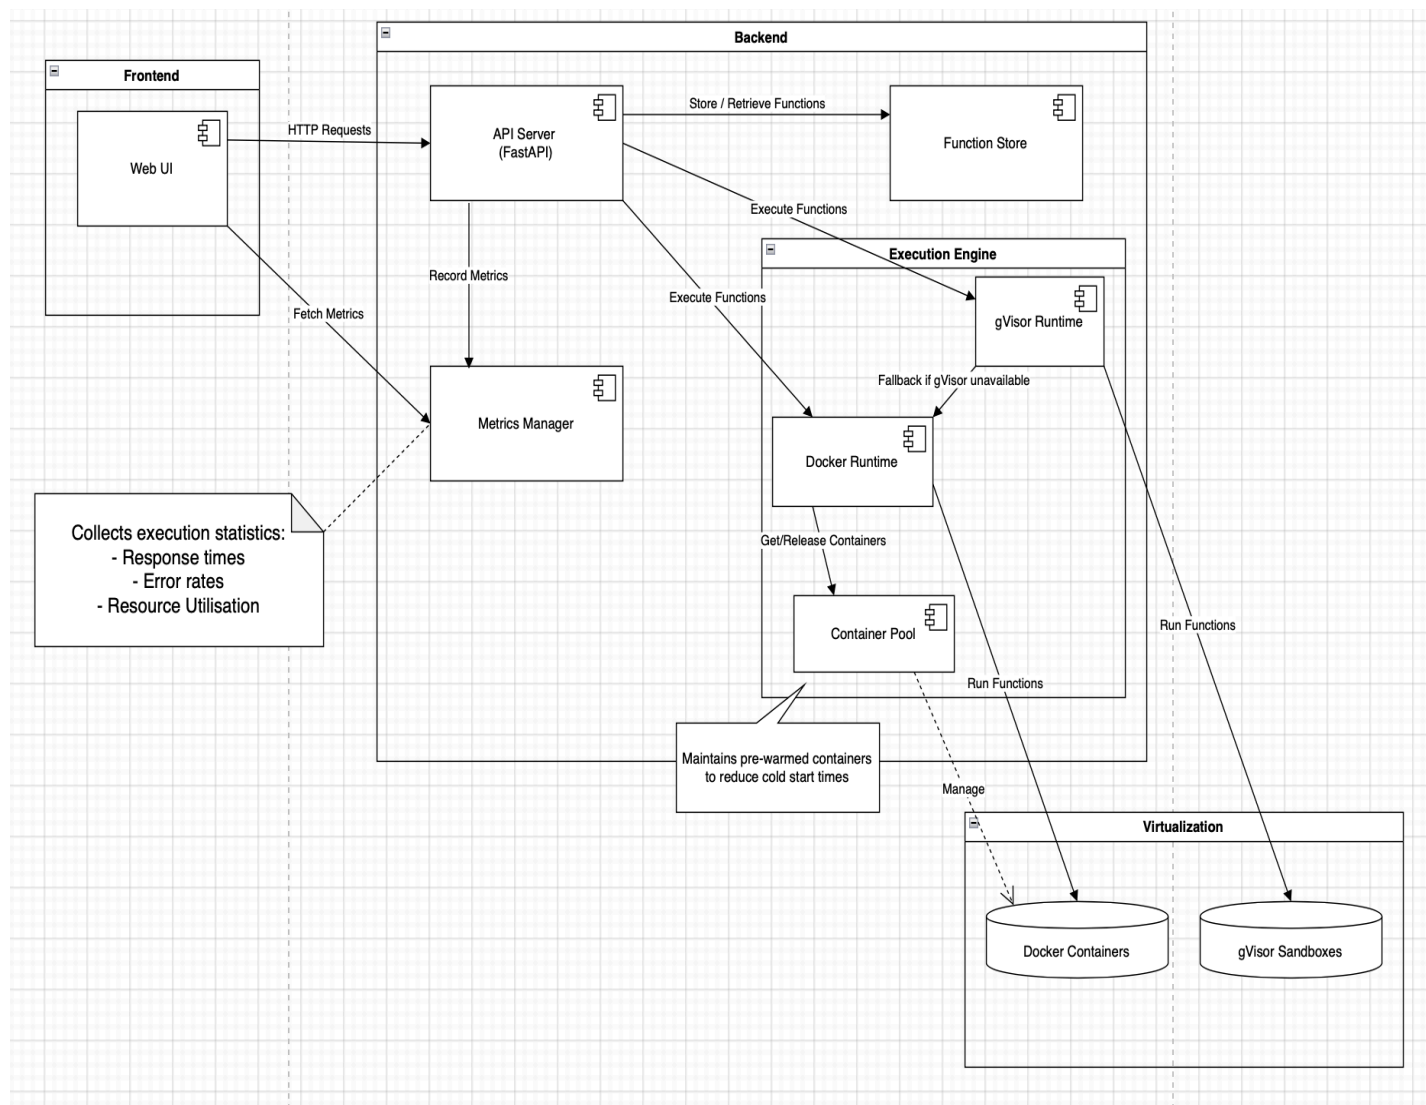 Backend
Frontend
Web UI
HTTP Requests
API Server
(FastAPI)
Store / Retrieve Functions
Function Store
Execute Functions
Execution Engine
Record Metrics
Execute Functions
gVisor Runtime
Fetch Metrics
Fallback if gVisor unavailable
Metrics Manager
Docker Runtime
Collects execution statistics:
- Response times
- Error rates
- Resource Utilisation
Get/Release Containers
Container Pool
Run Functions
Run Functions
Maintains pre-warmed containers
to reduce cold start times
Manage
Virtualization
Docker Containers
gVisor Sandboxes